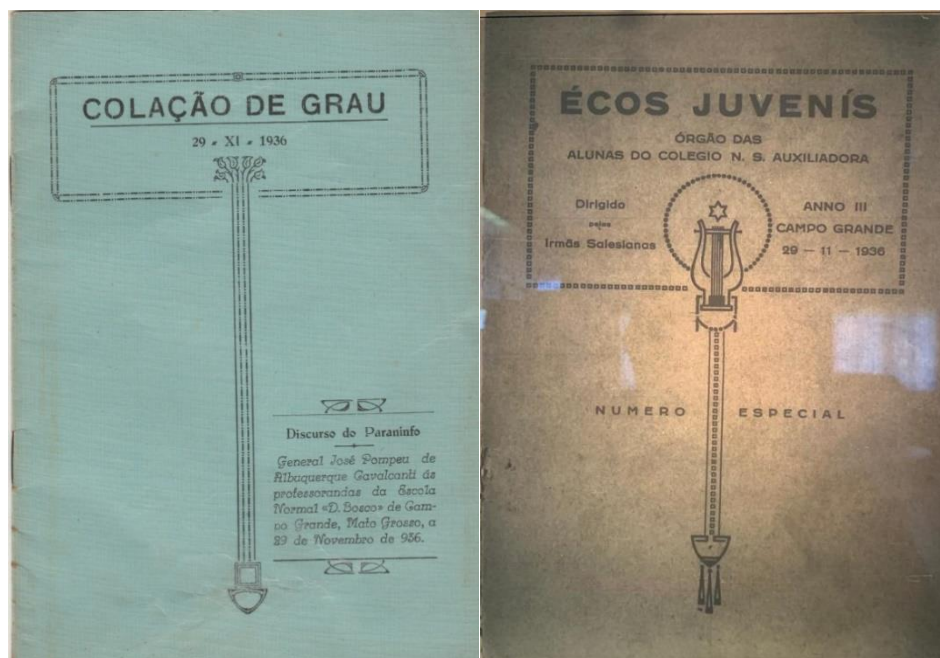 COLAÇÃO DE GRAU
29 - XI - 1936
Discurso do Paraninfo
General José Pompeu de
Albuquerque Cavalcanti ás
professorandas da Escola
Normal «D. Bosco» de Cam-
po Grande, Mato Grosso, a
29 de Novembro de 936.
ÉCOS JUVENÍS
ÓRGÃO DAS
ALUNAS DO COLEGIO N. S. AUXILIADORA
Dirigido
pelas
Irmãs Salesianas
ANNO III
CAMPO GRANDE
29 — 11 — 1936
NUMERO ESPECIAL